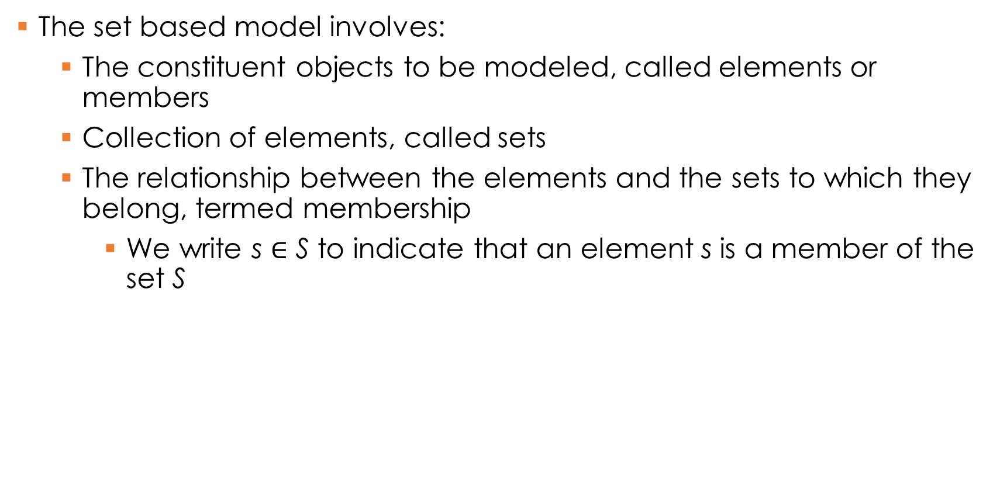 ▪ The set based model involves:
▪ The constituent objects to be modeled, called elements or
members
▪ Collection of elements, called sets
▪ The relationship between the elements and the sets to which they
belong, termed membership
▪ We write s ∈ S to indicate that an element s is a member of the
set S